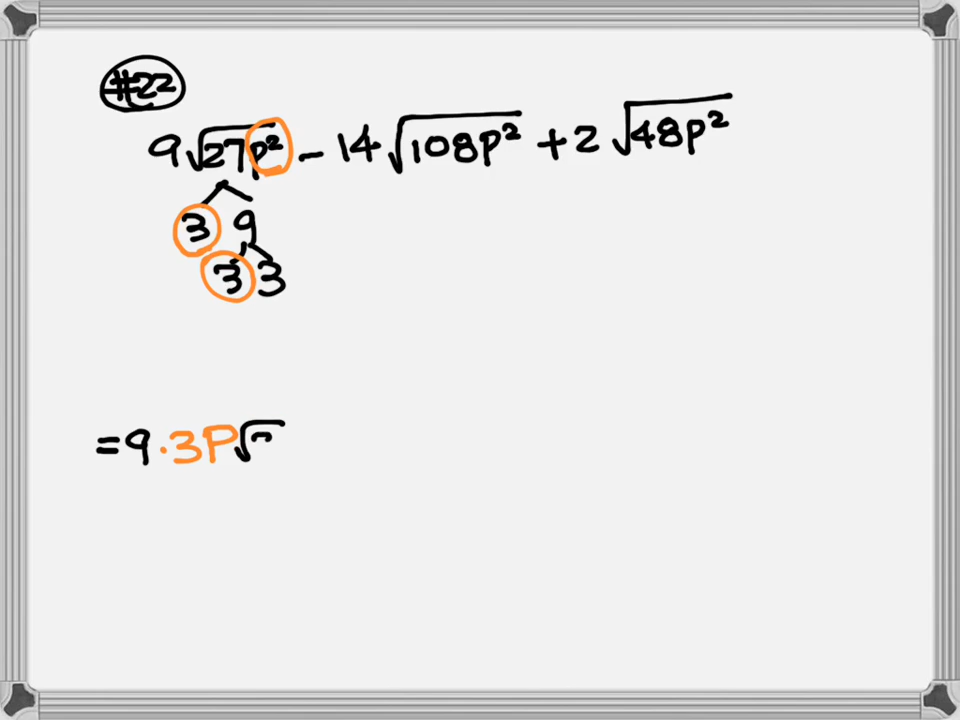 #22
9√27p² - 14√108p² + 2√48p²
3 9
3 3
= 9 · 3P√